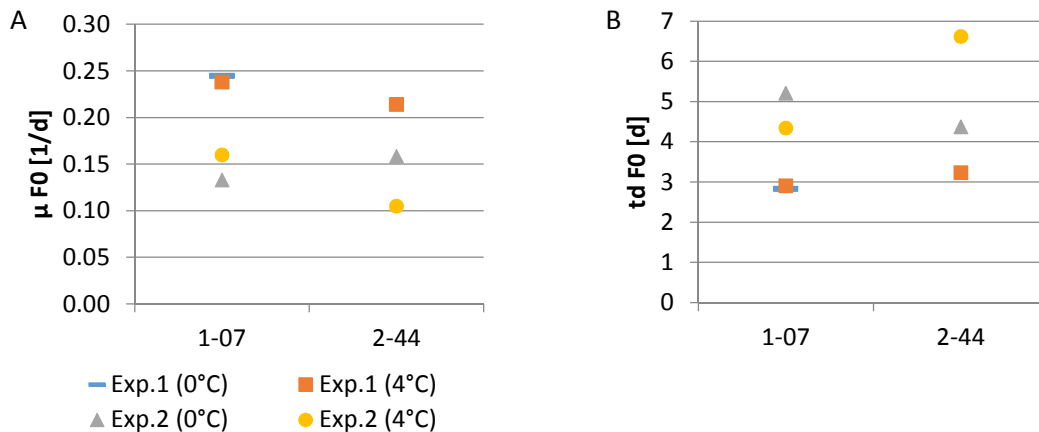 A
µ F0 [1/d]
0.30
0.25
0.20
0.15
0.10
0.05
0.00
1-07 2-44
Exp.1 (0°C) Exp.1 (4°C)
Exp.2 (0°C) Exp.2 (4°C)
B
td F0 [d]
7
6
5
4
3
2
1
0
1-07 2-44